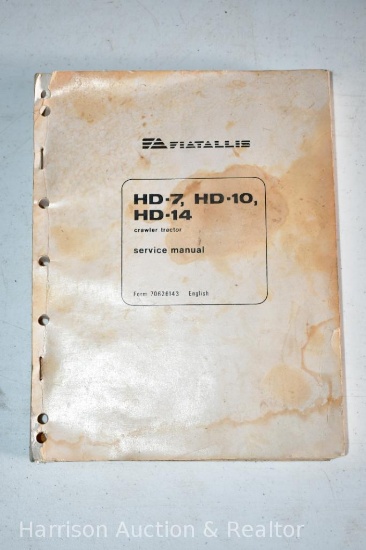 FIATALLIS
HD-7, HD-10,
HD-14
crawler tractor
service manual
Form 70628143 English
Harrison Auction & Realtor